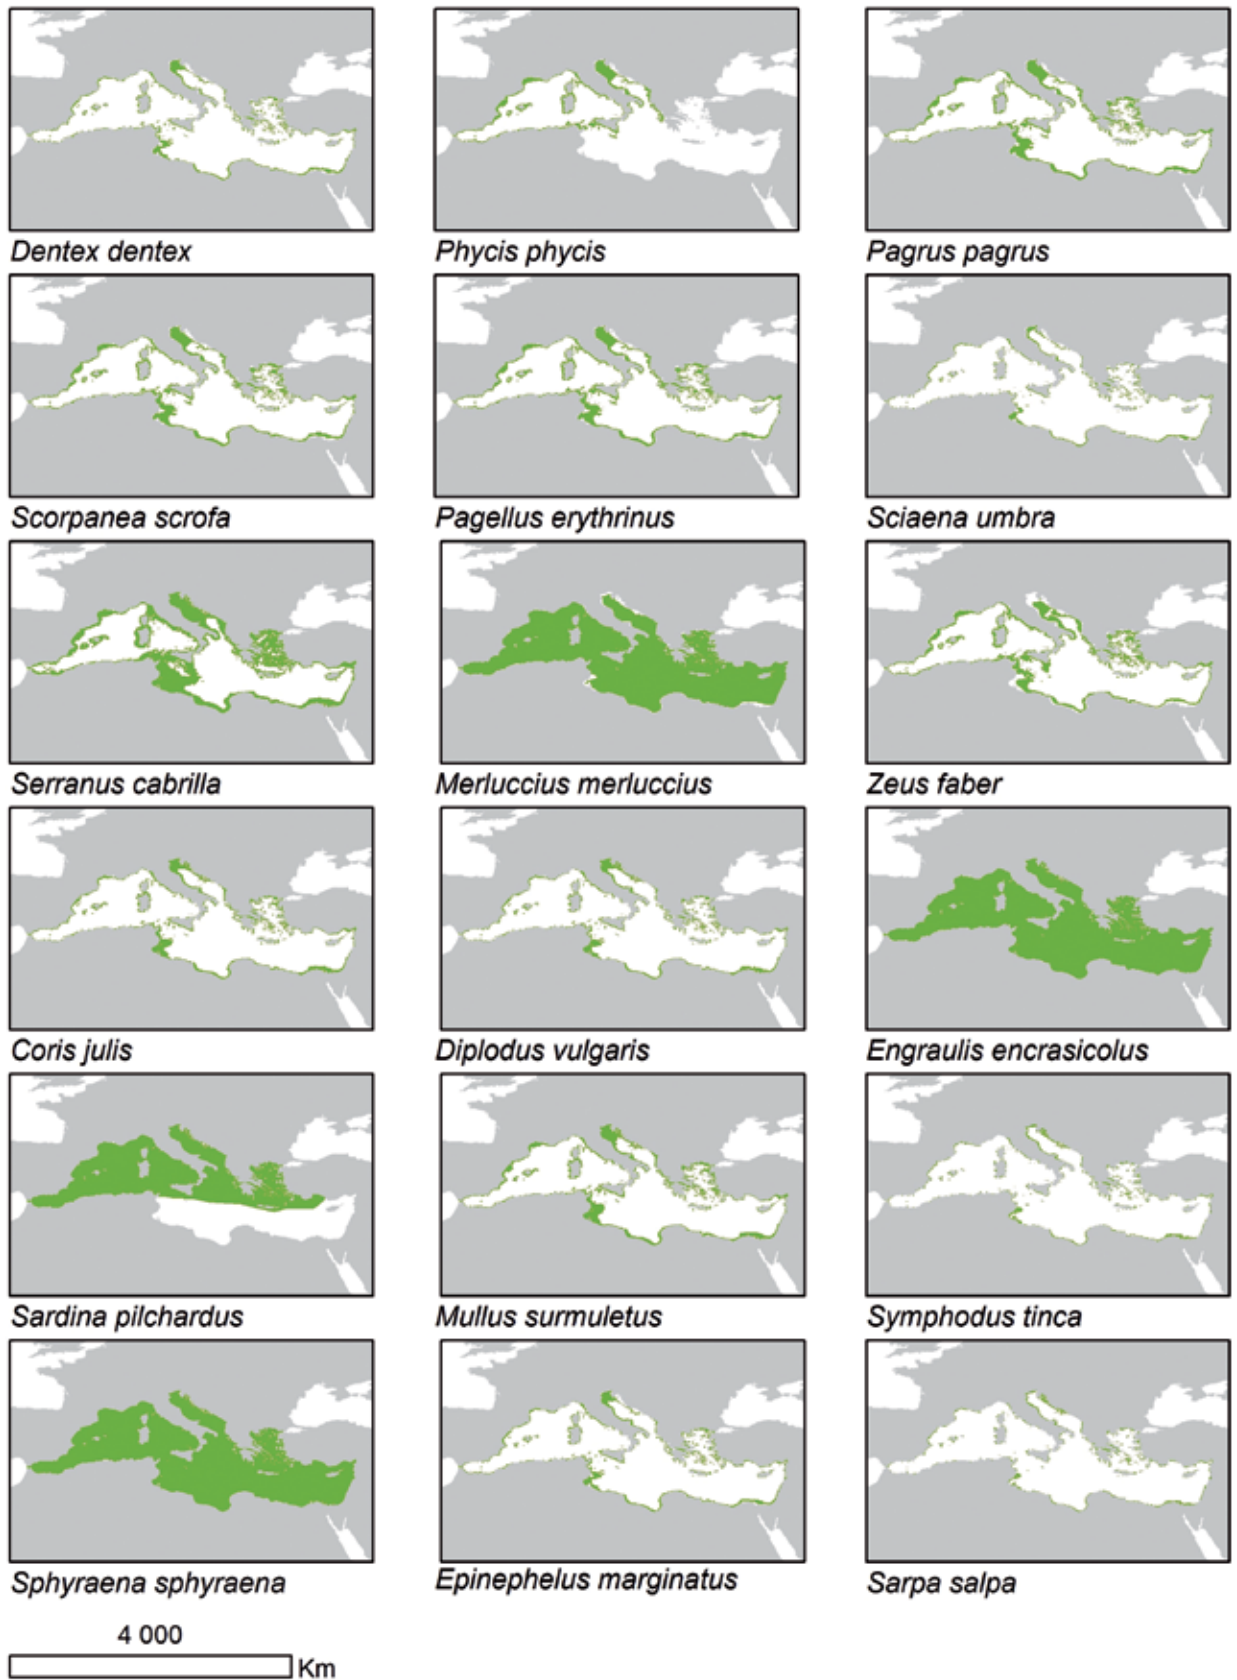 Dentex dentex
Phycis phycis
Pagrus pagrus
Scorpanea scrofa
Pagellus erythrinus
Sciaena umbra
Serranus cabrilla
Merluccius merluccius
Zeus faber
Coris julis
Diplodus vulgaris
Engraulis encrasicolus
Sardina pilchardus
Mullus surmuletus
Symphodus tinca
Sphyraena sphyraena
Epinephelus marginatus
Sarpa salpa
4 000
Km